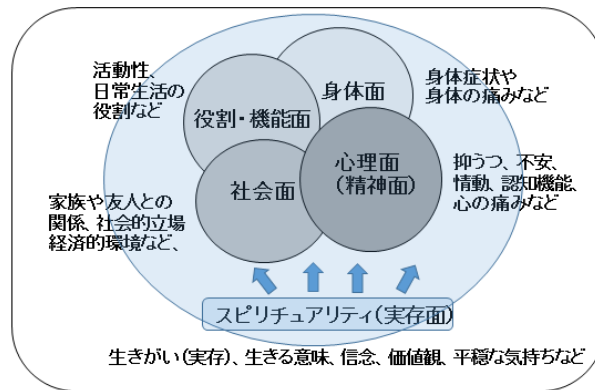 活動性、
日常生活の
役割など
身体面
身体症状や
身体の痛みなど
役割・機能面
心理面
(精神面)
抑うつ、不安、
情動、認知機能、
心の痛みなど
社会面
家族や友人との
関係、社会的立場
経済的環境など、
スピリチュアリティ(実存面)
生きがい(実存)、生きる意味、信念、価値観、平穏な気持ちなど